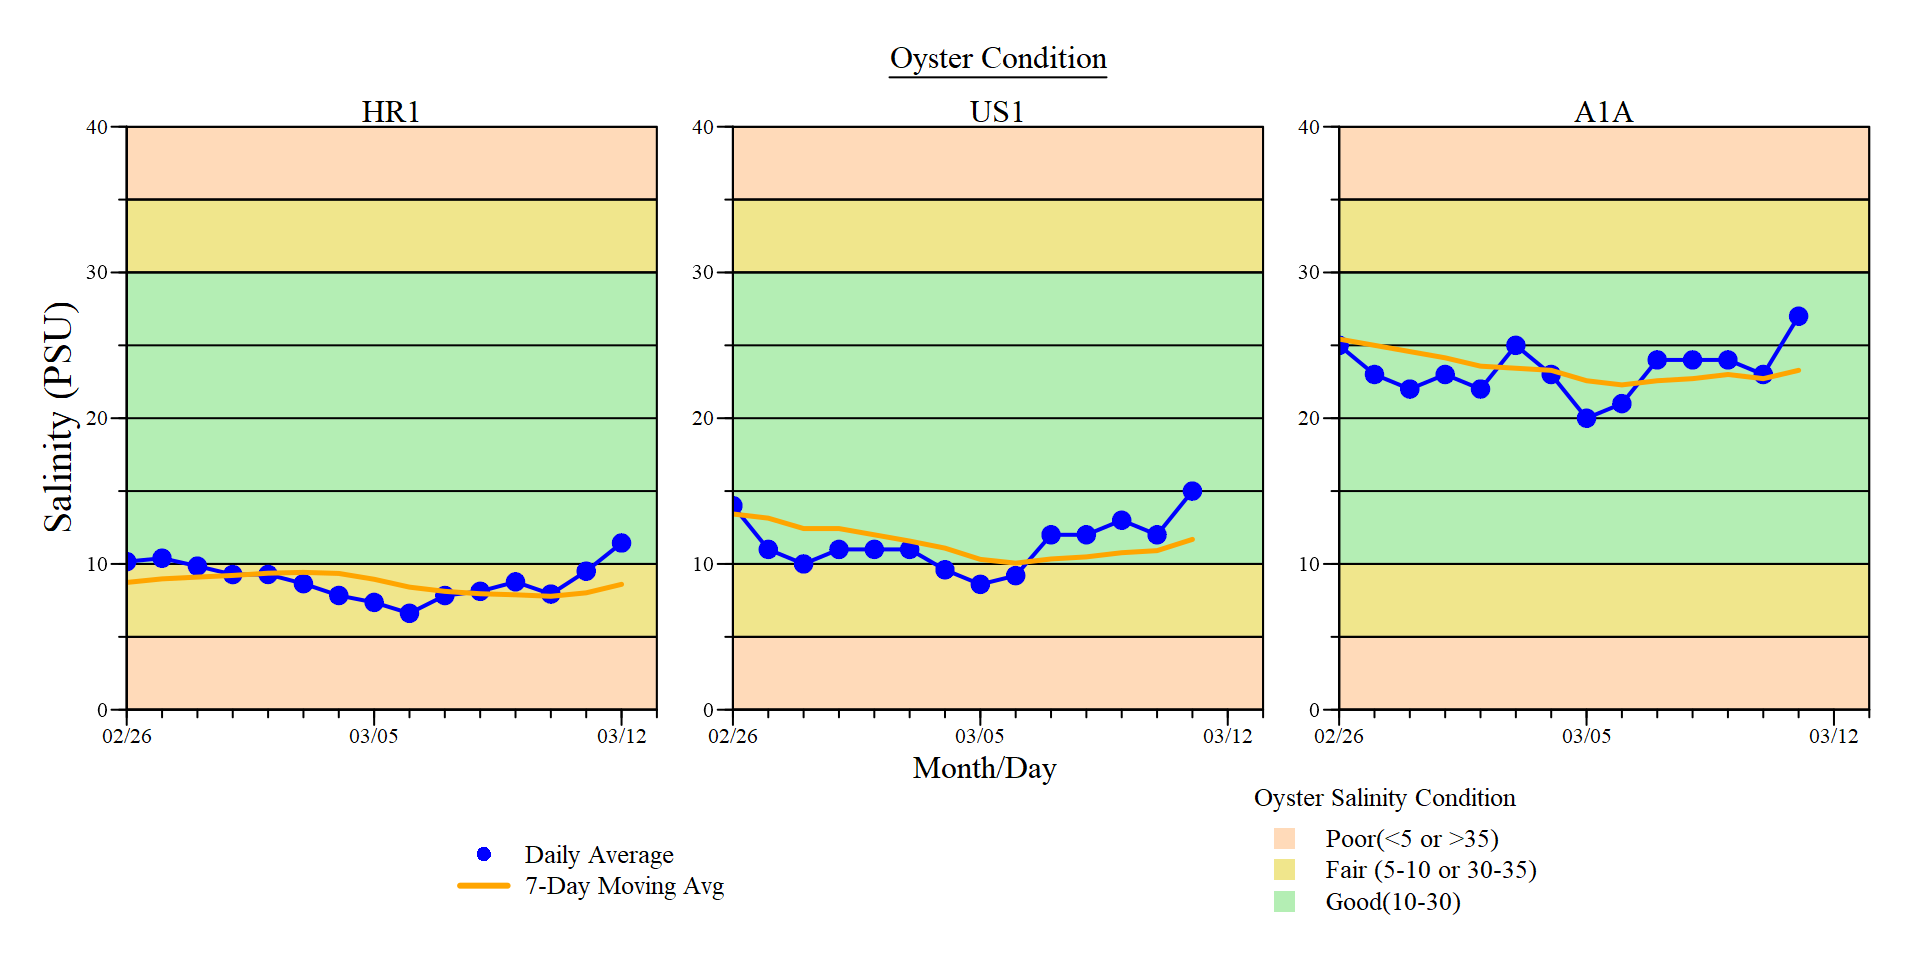 Oyster Condition
HR1
US1
A1A
Salinity (PSU)
40
30
20
10
0
02/26
03/05
03/12
40
30
20
10
0
02/26
03/05
03/12
40
30
20
10
0
02/26
03/05
03/12
Month/Day
Daily Average
7-Day Moving Avg
Oyster Salinity Condition
Poor(<5 or >35)
Fair (5-10 or 30-35)
Good(10-30)